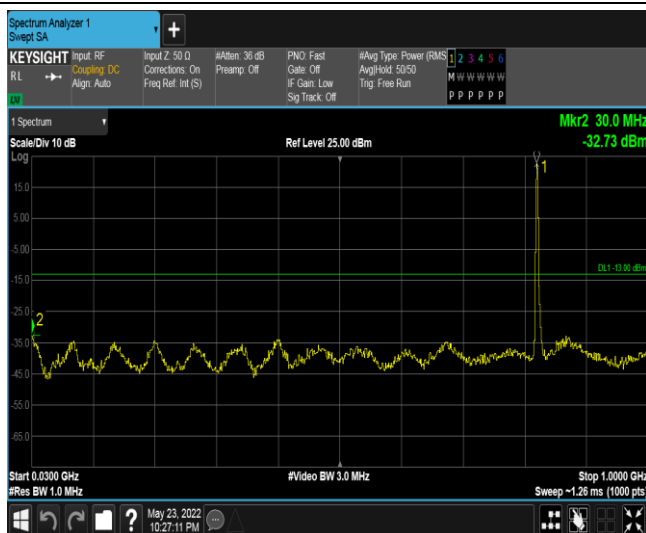 Spectrum Analyzer 1
Swept SA
+
KEYSIGHT Input: RF Input Z: 50 Ω #Atten: 36 dB PNO: Fast #Avg Type: Power (RMS 1 2 3 4 5 6
RL Coupling: DC Corrections: On Preamp: Off Gate: Off Avg|Hold: 50/50 M W W W W W
Align: Auto Freq Ref: Int (S) IF Gain: Low Trig: Free Run
Sig Track: Off P P P P P P
1 Spectrum Mkr2 30.0 MHz
Scale/Div 10 dB Ref Level 25.00 dBm -32.73 dBm
Log
1
15.0
5.00
-5.00
DL1 -13.00 dBm
-15.0
-25.0
2
-35.0
-45.0
-55.0
-65.0
Start 0.0300 GHz #Video BW 3.0 MHz Stop 1.0000 GHz
#Res BW 1.0 MHz Sweep ~1.26 ms (1000 pts)
? May 23, 2022
10:27:11 PM